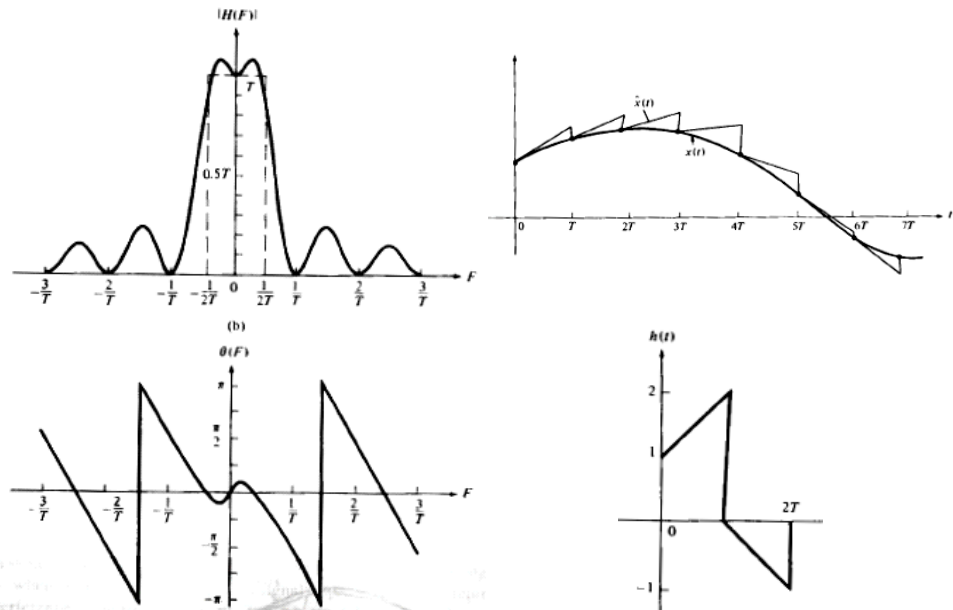 |H(F)|
T
0.5T
-3/T -2/T -1/T -1/2T 0 1/2T 1/T 2/T 3/T F
(b)
x̂(t)
x(t)
0 T 2T 3T 4T 5T 6T 7T t
θ(F)
π
π/2
-3/T -2/T -1/T 1/T 2/T 3/T F
-π/2
-π
h(t)
2
1
0 2T
-1